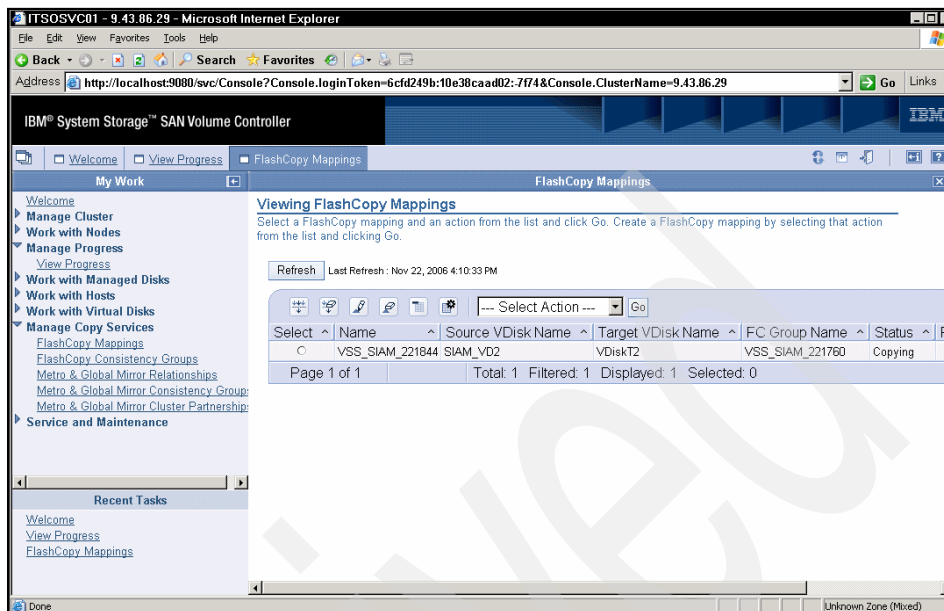 ITSOSVC01 - 9.43.86.29 - Microsoft Internet Explorer
File Edit View Favorites Tools Help
Back Search Favorites
Address http://localhost:9080/svc/Console?Console.loginToken=6cfd249b:10e38caad02:-7f74&Console.ClusterName=9.43.86.29 Go Links
IBM® System Storage™ SAN Volume Controller IBM
Welcome View Progress FlashCopy Mappings
My Work
FlashCopy Mappings
Welcome
Manage Cluster
Work with Nodes
Manage Progress
View Progress
Work with Managed Disks
Work with Hosts
Work with Virtual Disks
Manage Copy Services
FlashCopy Mappings
FlashCopy Consistency Groups
Metro & Global Mirror Relationships
Metro & Global Mirror Consistency Group
Metro & Global Mirror Cluster Partnership
Service and Maintenance
Recent Tasks
Welcome
View Progress
FlashCopy Mappings
Viewing FlashCopy Mappings
Select a FlashCopy mapping and an action from the list and click Go. Create a FlashCopy mapping by selecting that action
from the list and clicking Go.
Refresh Last Refresh : Nov 22, 2006 4:10:33 PM
--- Select Action --- Go
Select ^ Name ^ Source VDisk Name ^ Target VDisk Name ^ FC Group Name ^ Status ^
VSS_SIAM_221844 SIAM_VD2 VDiskT2 VSS_SIAM_221760 Copying
Page 1 of 1 Total: 1 Filtered: 1 Displayed: 1 Selected: 0
Done Unknown Zone (Mixed)